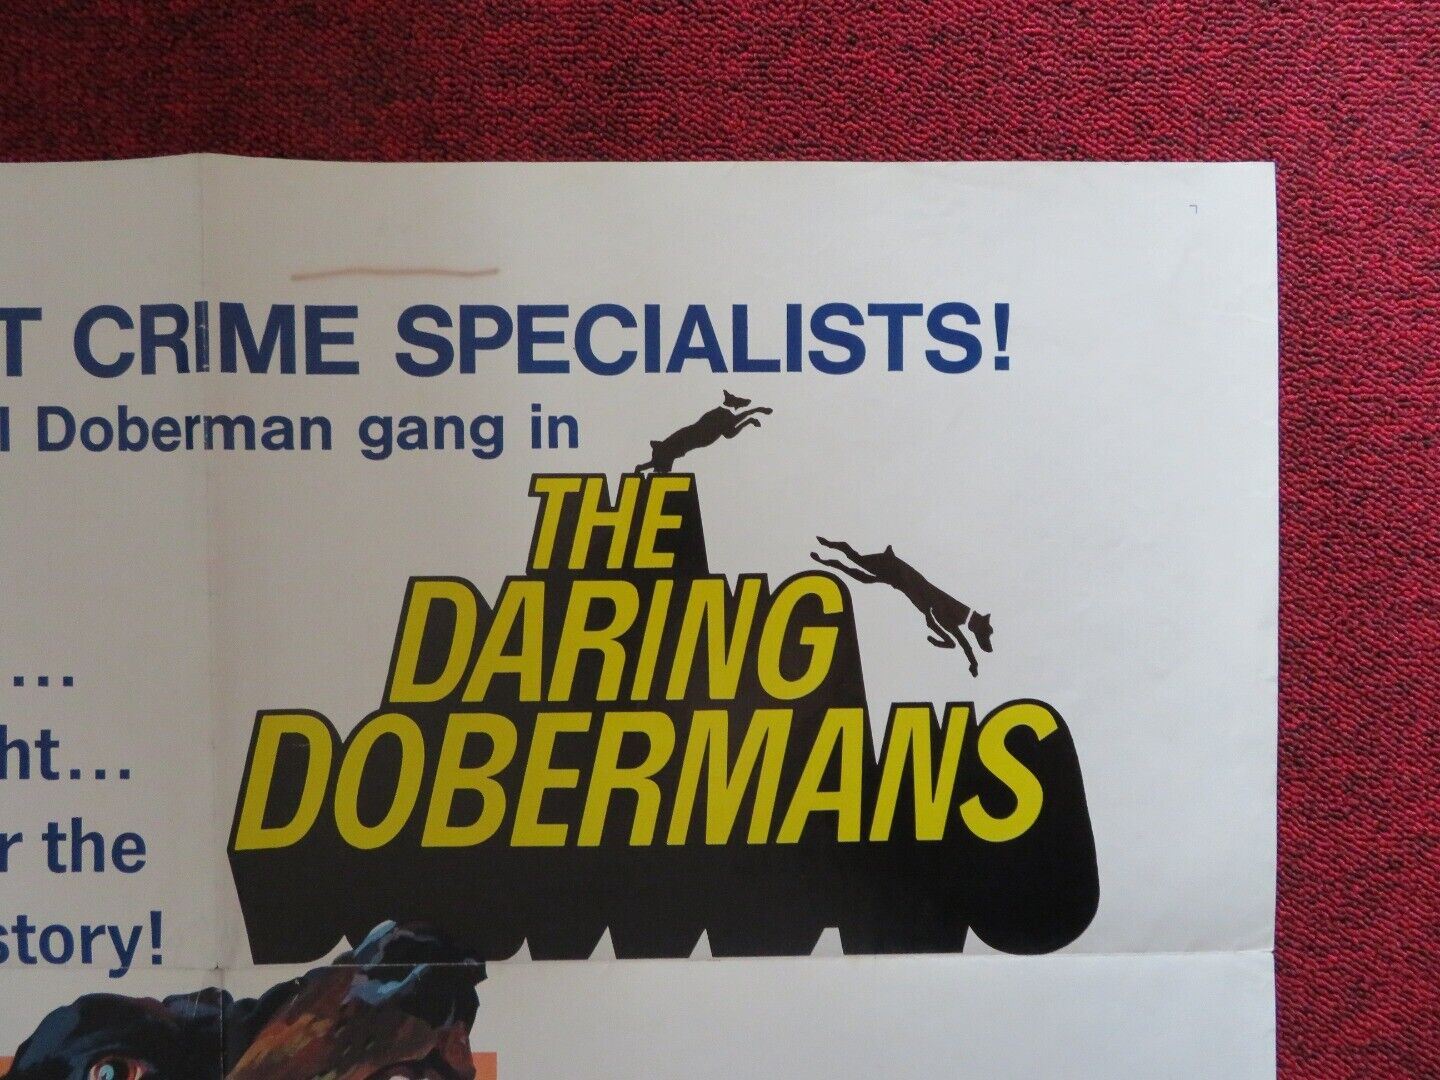 CRIME SPECIALISTS!
Doberman gang in
THE
DARING
DOBERMANS
...
ht...
the
story!